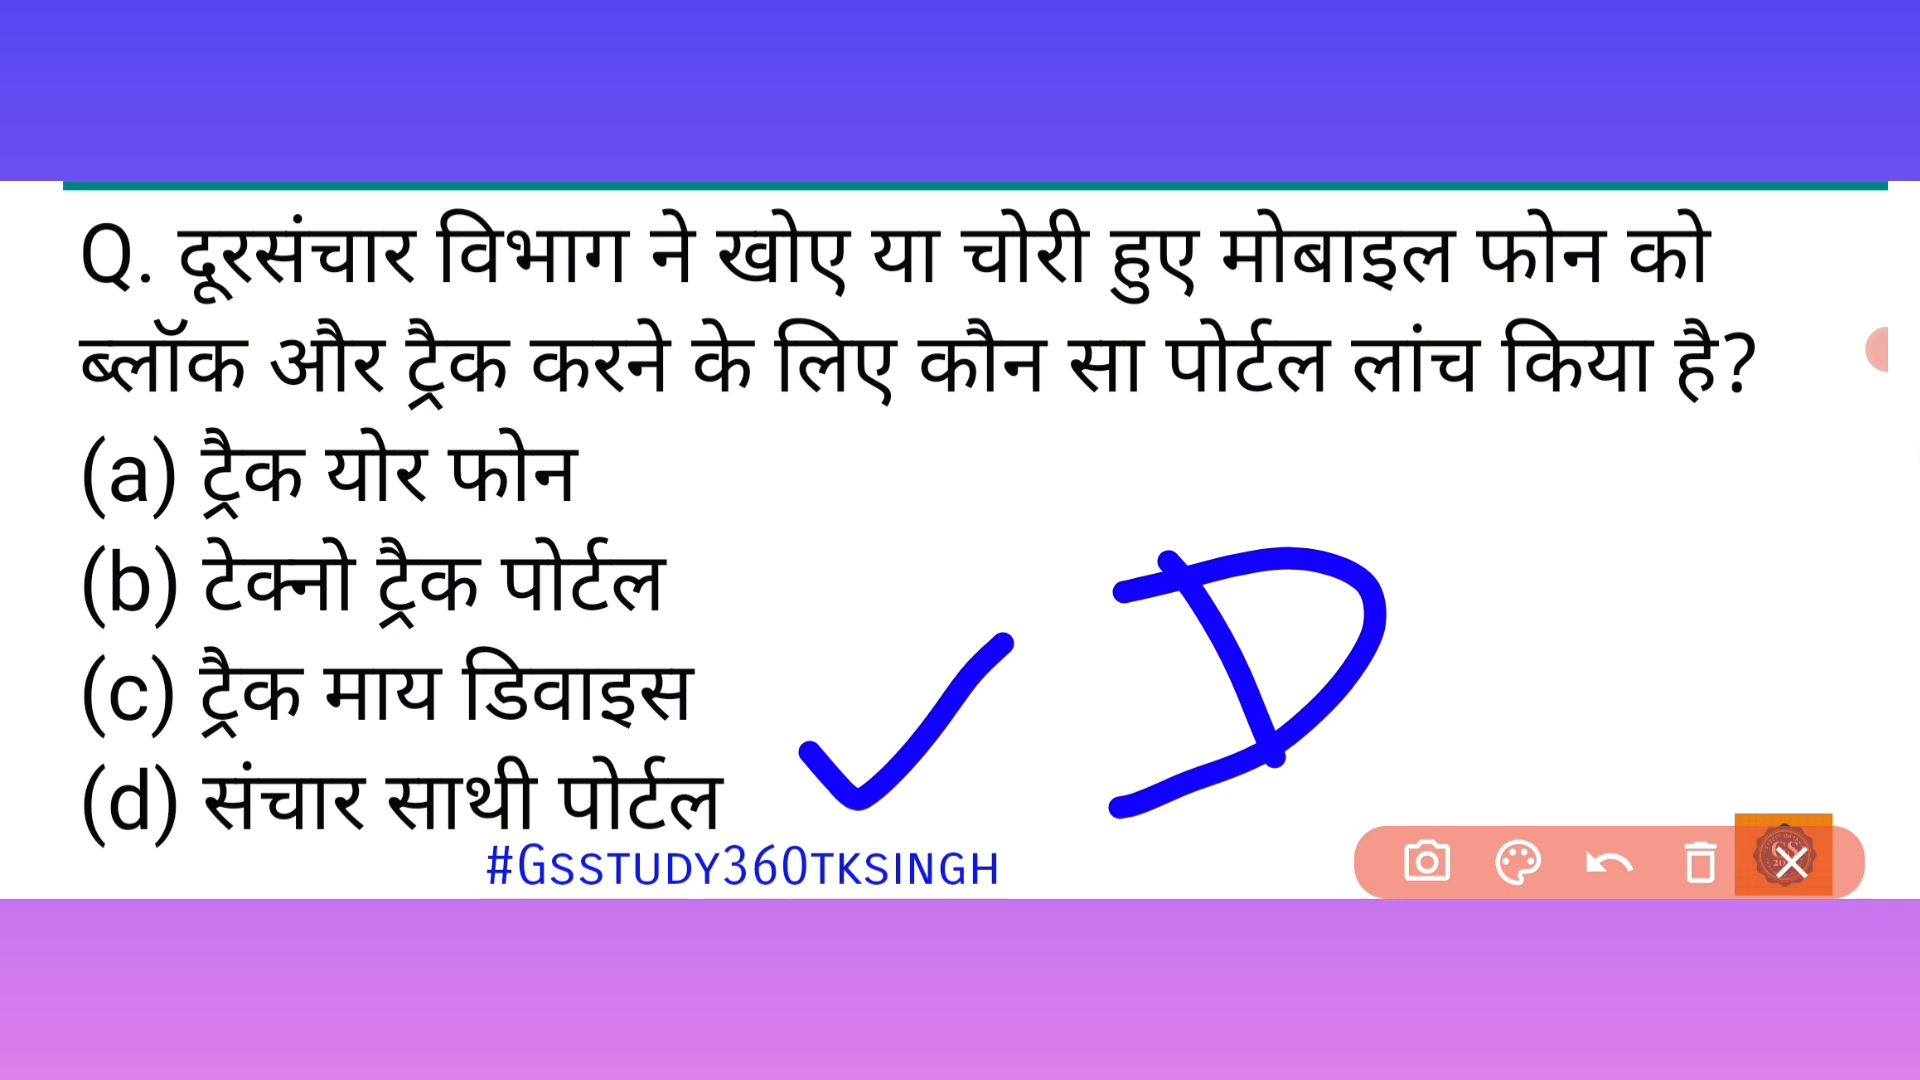 Q. दूरसंचार विभाग ने खोए या चोरी हुए मोबाइल फोन को
ब्लॉक और ट्रैक करने के लिए कौन सा पोर्टल लांच किया है?
(a) ट्रैक योर फोन
(b) टेक्नो ट्रैक पोर्टल
(c) ट्रैक माय डिवाइस
(d) संचार साथी पोर्टल
D
#Gsstudy360tksingh